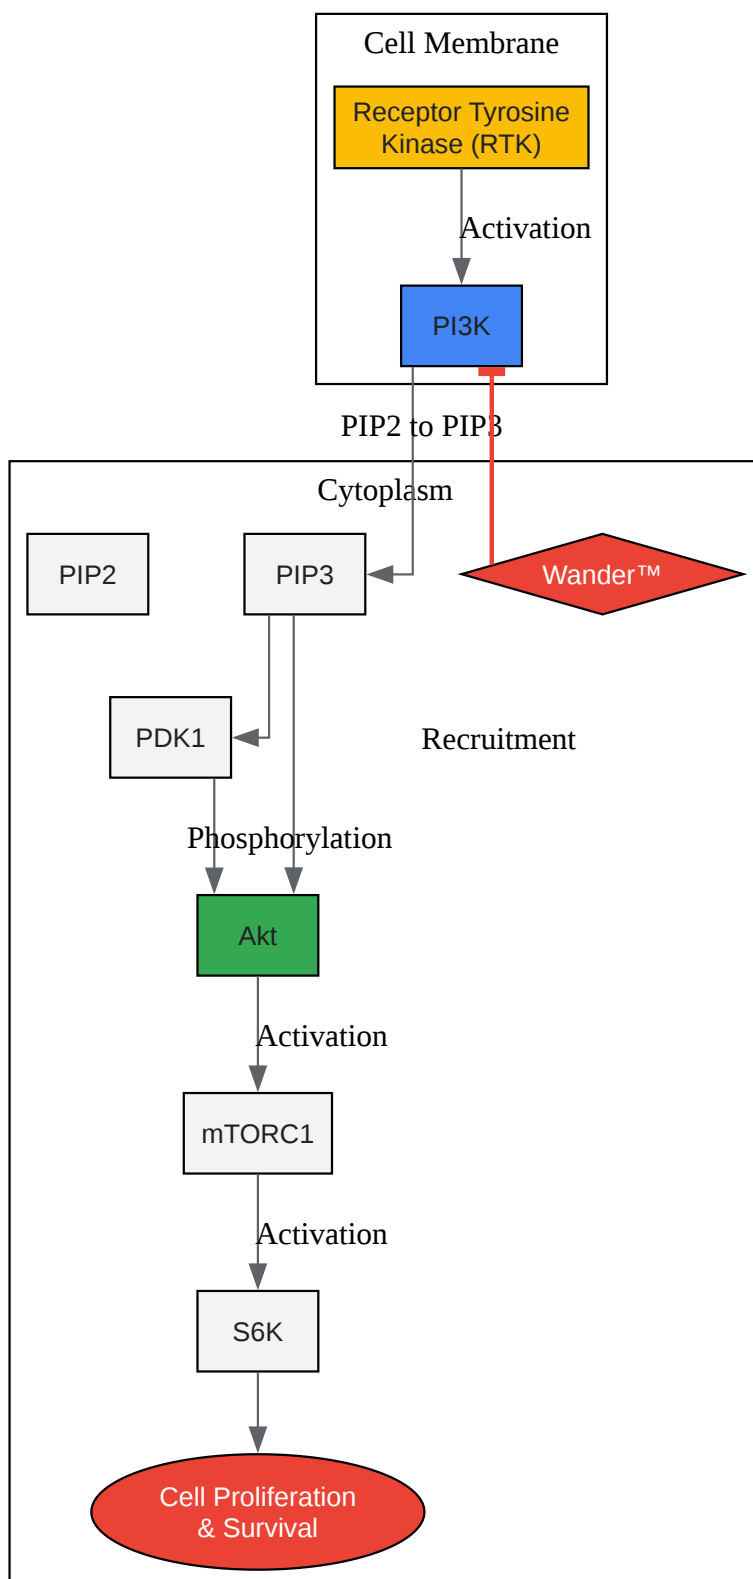 Cell Membrane
Receptor Tyrosine
Kinase (RTK)
Activation
PI3K
PIP2 to PIP3
Cytoplasm
PIP2
PIP3
Wander™
PDK1
Recruitment
Phosphorylation
Akt
Activation
mTORC1
Activation
S6K
Cell Proliferation
& Survival